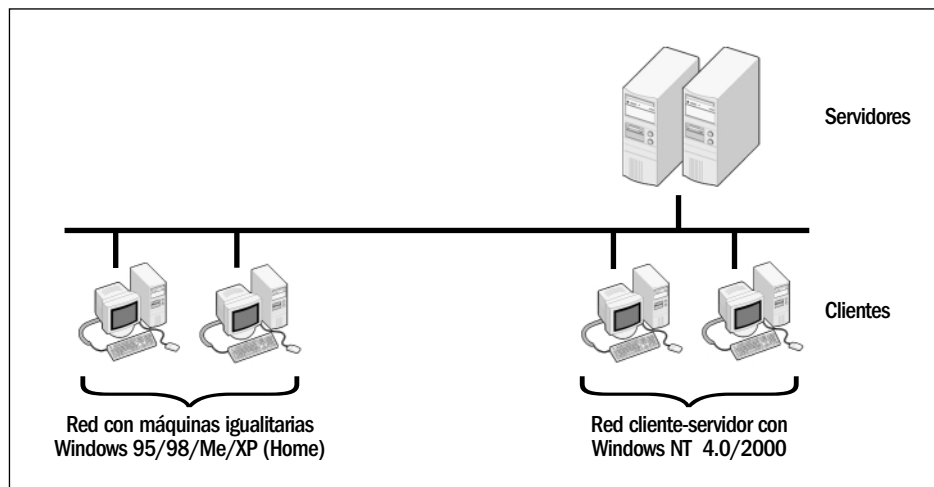 Servidores
Clientes
Red con máquinas igualitarias
Windows 95/98/Me/XP (Home)
Red cliente-servidor con
Windows NT 4.0/2000